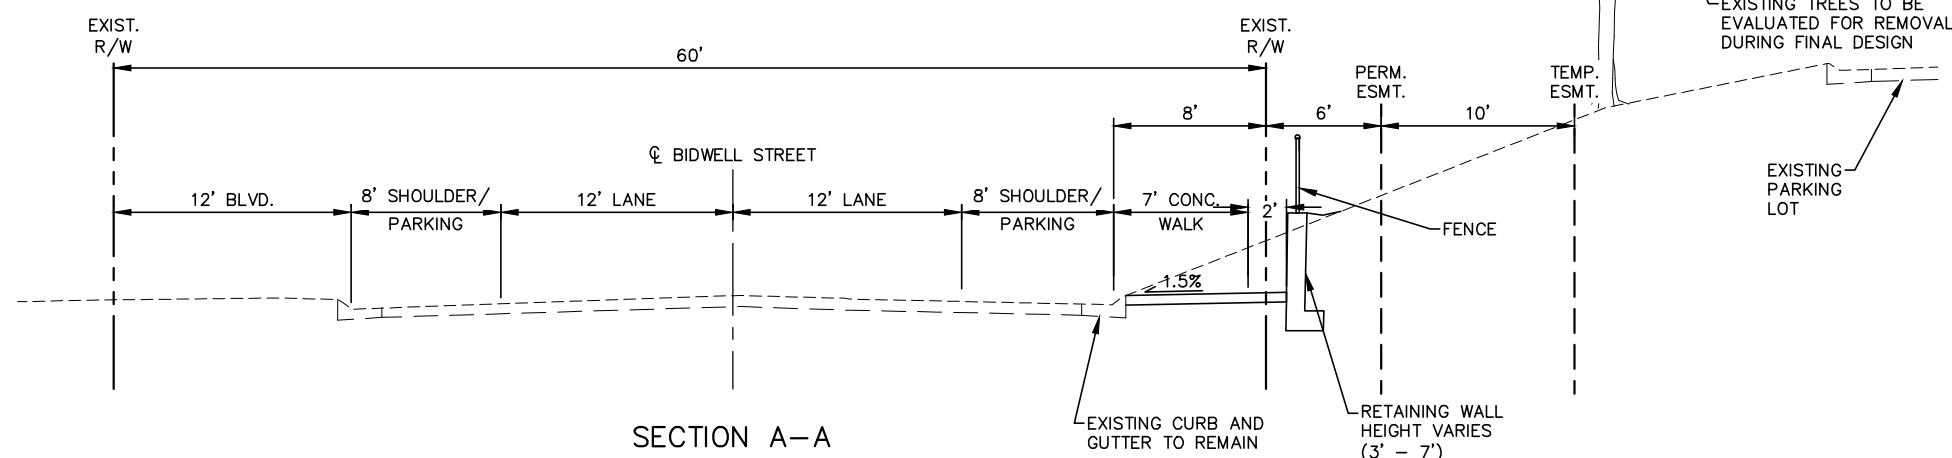 EXISTING TREES TO BE
EVALUATED FOR REMOVAL
DURING FINAL DESIGN
EXIST.
R/W
60'
EXIST.
R/W
PERM.
ESMT.
TEMP.
ESMT.
8'
6'
10'
℄ BIDWELL STREET
12' BLVD.
8' SHOULDER/
PARKING
12' LANE
12' LANE
8' SHOULDER/
PARKING
7' CONC.
WALK
2'
EXISTING
PARKING
LOT
FENCE
1.5%
SECTION A-A
EXISTING CURB AND
GUTTER TO REMAIN
RETAINING WALL
HEIGHT VARIES
(3' - 7')